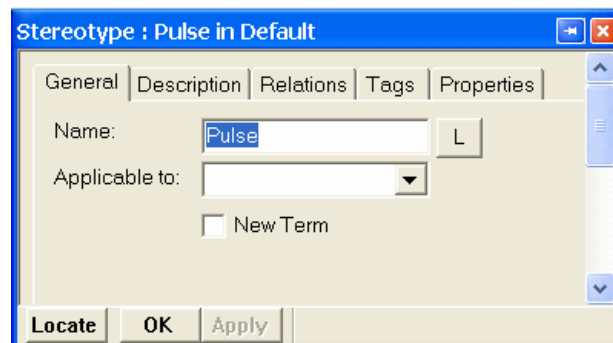 Stereotype : Pulse in Default
General Description Relations Tags Properties
Name: Pulse L
Applicable to:
New Term
Locate OK Apply